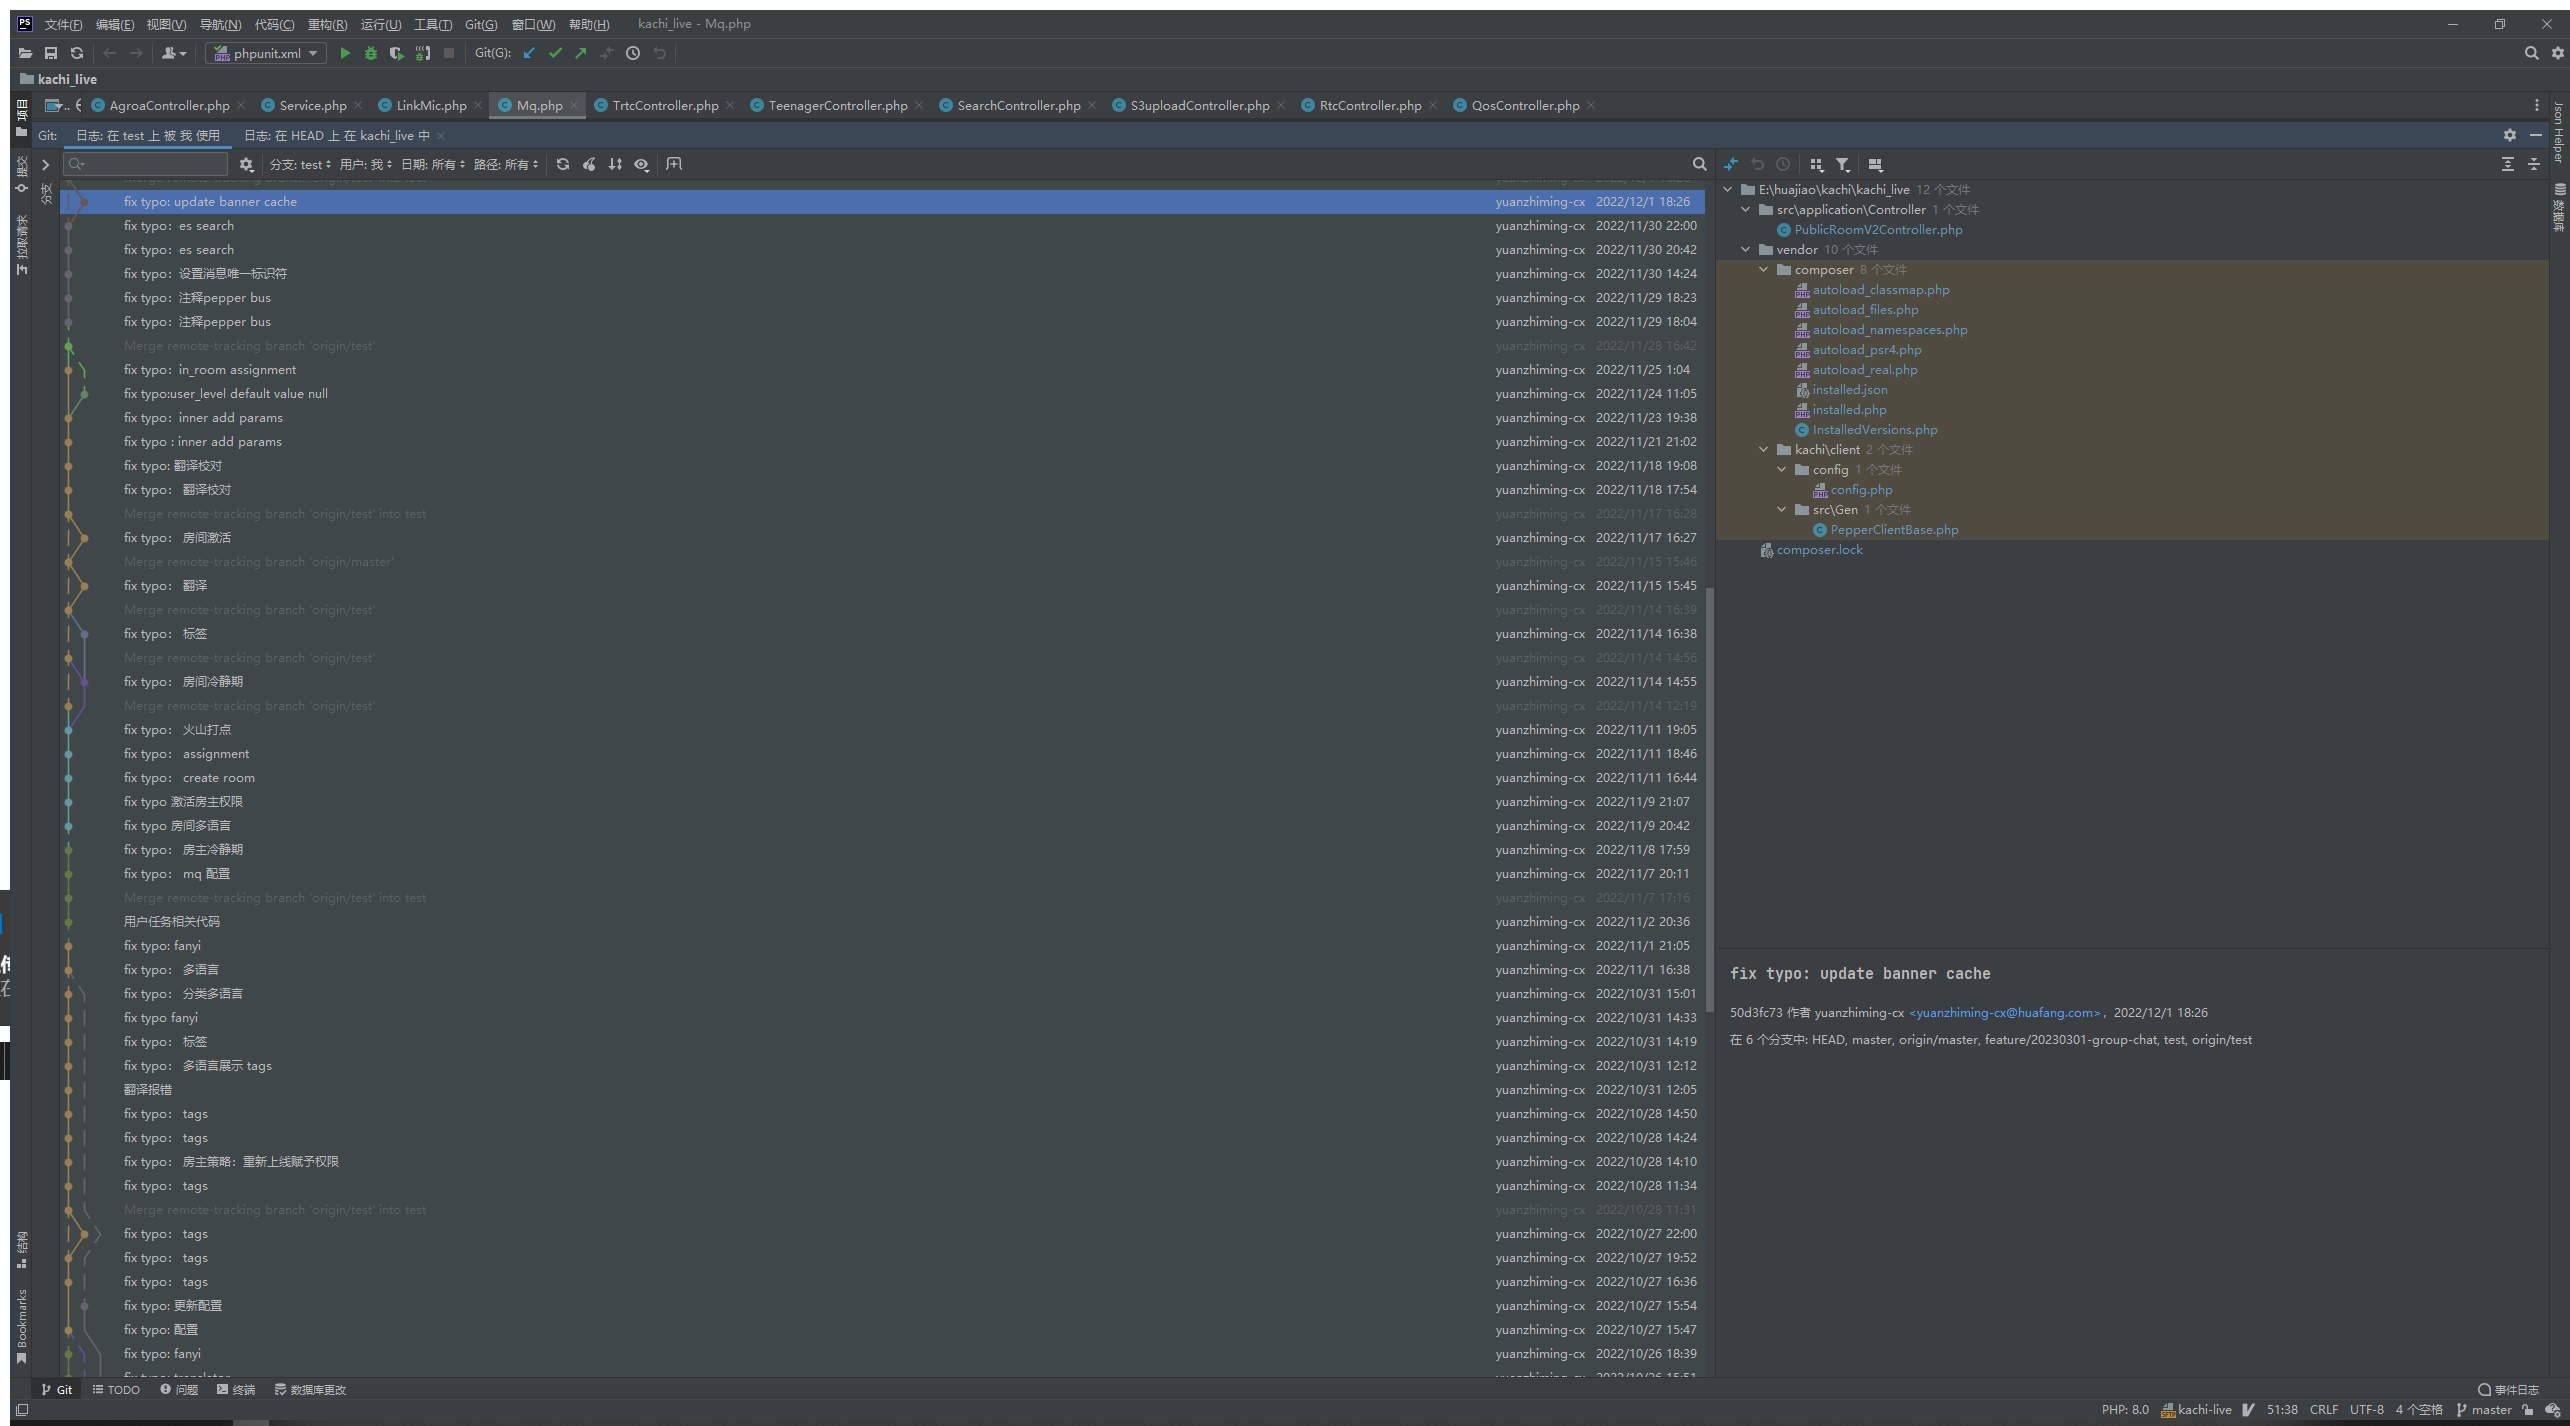 文件(F) 编辑(E) 视图(V) 导航(N) 代码(C) 重构(R) 运行(U) 工具(T) Git(G) 窗口(W) 帮助(H) kachi_live - Mq.php
phpunit.xml Git(G):
kachi_live
AgroaController.php Service.php LinkMic.php Mq.php TrtcController.php TeenagerController.php SearchController.php S3uploadController.php RtcController.php QosController.php
Git: 日志: 在 test 上 被 我 使用 日志: 在 HEAD 上 在 kachi_live 中
分支: test 用户: 我 日期: 所有 路径: 所有
项目
提交
拉取请求
分支
结构
Bookmarks
Json Helper
数据库
fix typo: update banner cache yuanzhiming-cx 2022/12/1 18:26
fix typo: es search yuanzhiming-cx 2022/11/30 22:00
fix typo: es search yuanzhiming-cx 2022/11/30 20:42
fix typo: 设置消息唯一标识符 yuanzhiming-cx 2022/11/30 14:24
fix typo: 注释pepper bus yuanzhiming-cx 2022/11/29 18:23
fix typo: 注释pepper bus yuanzhiming-cx 2022/11/29 18:04
Merge remote-tracking branch 'origin/test' yuanzhiming-cx 2022/11/28 16:42
fix typo: in_room assignment yuanzhiming-cx 2022/11/25 1:04
fix typo:user_level default value null yuanzhiming-cx 2022/11/24 11:05
fix typo: inner add params yuanzhiming-cx 2022/11/23 19:38
fix typo : inner add params yuanzhiming-cx 2022/11/21 21:02
fix typo: 翻译校对 yuanzhiming-cx 2022/11/18 19:08
fix typo: 翻译校对 yuanzhiming-cx 2022/11/18 17:54
Merge remote-tracking branch 'origin/test' into test yuanzhiming-cx 2022/11/17 16:28
fix typo: 房间激活 yuanzhiming-cx 2022/11/17 16:27
Merge remote-tracking branch 'origin/master' yuanzhiming-cx 2022/11/15 15:46
fix typo: 翻译 yuanzhiming-cx 2022/11/15 15:45
Merge remote-tracking branch 'origin/test' yuanzhiming-cx 2022/11/14 16:39
fix typo: 标签 yuanzhiming-cx 2022/11/14 16:38
Merge remote-tracking branch 'origin/test' yuanzhiming-cx 2022/11/14 14:56
fix typo: 房间冷静期 yuanzhiming-cx 2022/11/14 14:55
Merge remote-tracking branch 'origin/test' yuanzhiming-cx 2022/11/14 12:19
fix typo: 火山打点 yuanzhiming-cx 2022/11/11 19:05
fix typo: assignment yuanzhiming-cx 2022/11/11 18:46
fix typo: create room yuanzhiming-cx 2022/11/11 16:44
fix typo 激活房主权限 yuanzhiming-cx 2022/11/9 21:07
fix typo 房间多语言 yuanzhiming-cx 2022/11/9 20:42
fix typo: 房主冷静期 yuanzhiming-cx 2022/11/8 17:59
fix typo: mq 配置 yuanzhiming-cx 2022/11/7 20:11
Merge remote-tracking branch 'origin/test' into test yuanzhiming-cx 2022/11/7 17:16
用户任务相关代码 yuanzhiming-cx 2022/11/2 20:36
fix typo: fanyi yuanzhiming-cx 2022/11/1 21:05
fix typo: 多语言 yuanzhiming-cx 2022/11/1 16:38
fix typo: 分类多语言 yuanzhiming-cx 2022/10/31 15:01
fix typo fanyi yuanzhiming-cx 2022/10/31 14:33
fix typo: 标签 yuanzhiming-cx 2022/10/31 14:19
fix typo: 多语言展示 tags yuanzhiming-cx 2022/10/31 12:12
翻译报错 yuanzhiming-cx 2022/10/31 12:05
fix typo: tags yuanzhiming-cx 2022/10/28 14:50
fix typo: tags yuanzhiming-cx 2022/10/28 14:24
fix typo: 房主策略: 重新上线赋予权限 yuanzhiming-cx 2022/10/28 14:10
fix typo: tags yuanzhiming-cx 2022/10/28 11:34
Merge remote-tracking branch 'origin/test' into test yuanzhiming-cx 2022/10/28 11:31
fix typo: tags yuanzhiming-cx 2022/10/27 22:00
fix typo: tags yuanzhiming-cx 2022/10/27 19:52
fix typo: tags yuanzhiming-cx 2022/10/27 16:36
fix typo: 更新配置 yuanzhiming-cx 2022/10/27 15:54
fix typo: 配置 yuanzhiming-cx 2022/10/27 15:47
fix typo: fanyi yuanzhiming-cx 2022/10/26 18:39
E:\huajiao\kachi\kachi_live 12 个文件
src\application\Controller 1 个文件
PublicRoomV2Controller.php
vendor 10 个文件
composer 8 个文件
autoload_classmap.php
autoload_files.php
autoload_namespaces.php
autoload_psr4.php
autoload_real.php
installed.json
installed.php
InstalledVersions.php
kachi\client 2 个文件
config 1 个文件
config.php
src\Gen 1 个文件
PepperClientBase.php
composer.lock
fix typo: update banner cache
50d3fc73 作者 yuanzhiming-cx <yuanzhiming-cx@huafang.com>, 2022/12/1 18:26
在 6 个分支中: HEAD, master, origin/master, feature/20230301-group-chat, test, origin/test
Git TODO 问题 终端 数据库更改 事件日志
PHP: 8.0 kachi-live 51:38 CRLF UTF-8 4 个空格 master